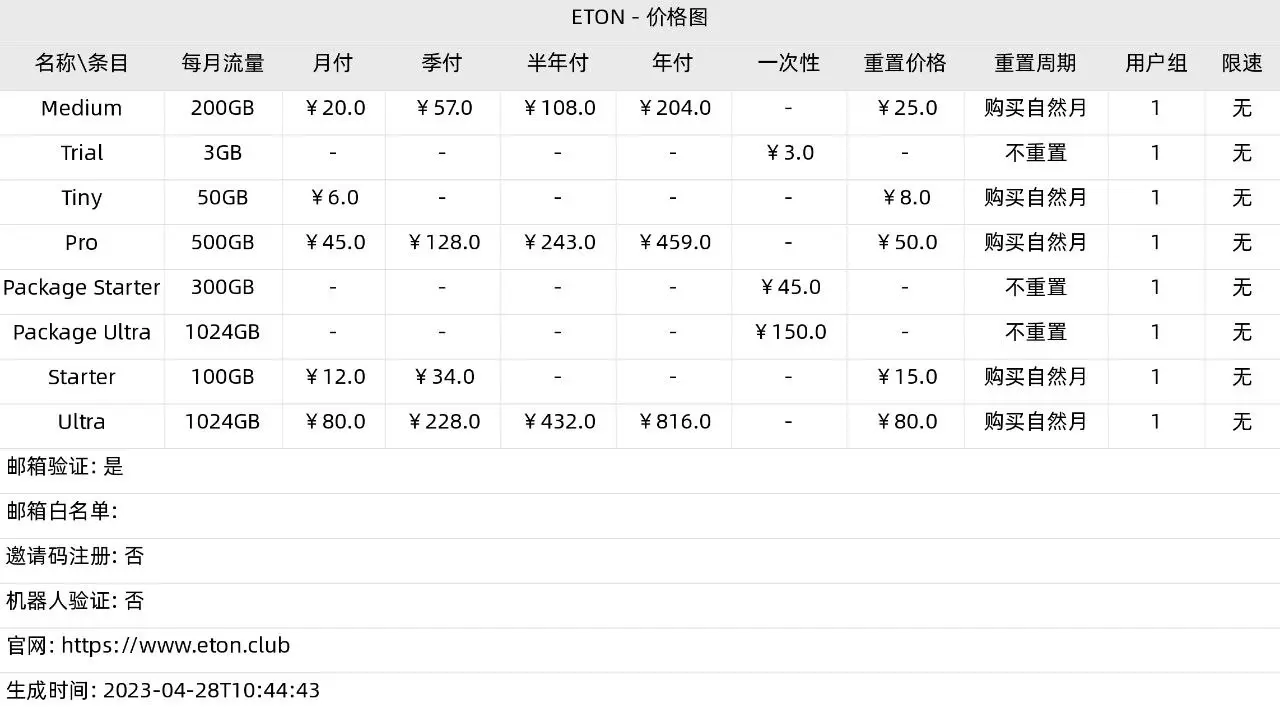 ETON - 价格图
名称\条目 每月流量 月付 季付 半年付 年付 一次性 重置价格 重置周期 用户组 限速
Medium 200GB ¥20.0 ¥57.0 ¥108.0 ¥204.0 - ¥25.0 购买自然月 1 无
Trial 3GB - - - - ¥3.0 - 不重置 1 无
Tiny 50GB ¥6.0 - - - - ¥8.0 购买自然月 1 无
Pro 500GB ¥45.0 ¥128.0 ¥243.0 ¥459.0 - ¥50.0 购买自然月 1 无
Package Starter 300GB - - - - ¥45.0 - 不重置 1 无
Package Ultra 1024GB - - - - ¥150.0 - 不重置 1 无
Starter 100GB ¥12.0 ¥34.0 - - - ¥15.0 购买自然月 1 无
Ultra 1024GB ¥80.0 ¥228.0 ¥432.0 ¥816.0 - ¥80.0 购买自然月 1 无
邮箱验证: 是
邮箱白名单:
邀请码注册: 否
机器人验证: 否
官网: https://www.eton.club
生成时间: 2023-04-28T10:44:43